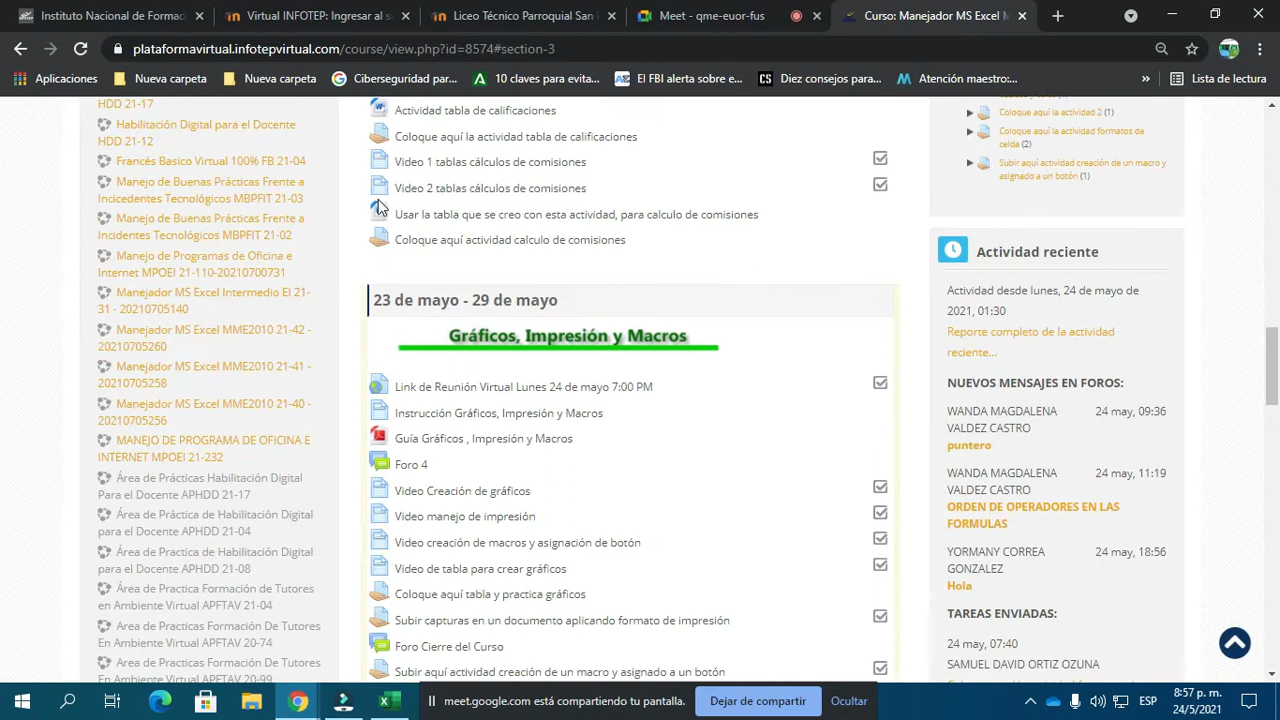 Instituto Nacional de Formaci
Virtual INFOTEP: Ingresar al si
Liceo Técnico Parroquial San I
Meet - qme-euor-fus
Curso: Manejador MS Excel M
plataformavirtual.infotepvirtual.com/course/view.php?id=8574#section-3
Aplicaciones
Nueva carpeta
Nueva carpeta
Ciberseguridad par...
10 claves para evita...
El FBI alerta sobre e...
Diez consejos para...
Atención maestro:...
Lista de lectura
HDD 21-17
Habilitación Digital para el Docente
HDD 21-12
Francés Basico Virtual 100% FB 21-04
Manejo de Buenas Prácticas Frente a
Incicedentes Tecnológicos MBPFIT 21-03
Manejo de Buenas Prácticas Frente a
Incidentes Tecnológicos MBPFIT 21-02
Manejo de Programas de Oficina e
Internet MPOEI 21-110-20210700731
Manejador MS Excel Intermedio EI 21-
31 - 20210705140
Manejador MS Excel MME2010 21-42 -
20210705260
Manejador MS Excel MME2010 21-41 -
20210705258
Manejador MS Excel MME2010 21-40 -
20210705256
MANEJO DE PROGRAMA DE OFICINA E
INTERNET MPOEI 21-232
Área de Prácticas Habilitación Digital
Para el Docente APHDD 21-17
Área de Práctica de Habilitación Digital
Para el Docente APHDD 21-04
Área de Practica de Habilitación Digital
Para el Docente APHDD 21-08
Área de Practica Formación de Tutores
en Ambiente Virtual APFTAV 21-04
Área de Practicas Formación De Tutores
En Ambiente Virtual APFTAV 20-74
Área de Practicas Formación De Tutores
En Ambiente Virtual APFTAV 20-99
Actividad tabla de calificaciones
Coloque aquí la actividad tabla de calificaciones
Video 1 tablas cálculos de comisiones
Video 2 tablas cálculos de comisiones
Usar la tabla que se creo con esta actividad, para calculo de comisiones
Coloque aquí actividad calculo de comisiones
23 de mayo - 29 de mayo
Gráficos, Impresión y Macros
Link de Reunión Virtual Lunes 24 de mayo 7:00 PM
Instrucción Gráficos, Impresión y Macros
Guía Gráficos , Impresión y Macros
Foro 4
Video Creación de gráficos
Video manejo de impresión
Video creación de macros y asignación de botón
Video de tabla para crear gráficos
Coloque aquí tabla y practica gráficos
Subir capturas en un documento aplicando formato de impresión
Foro Cierre del Curso
Subir aquí actividad creación de un macro y asignado a un botón
Coloque aquí la actividad 2 (1)
Coloque aquí la actividad formatos de
celda (2)
Subir aquí actividad creación de un macro y
asignado a un botón (1)
Actividad reciente
Actividad desde lunes, 24 de mayo de
2021, 01:30
Reporte completo de la actividad
reciente...
NUEVOS MENSAJES EN FOROS:
WANDA MAGDALENA 24 may, 09:36
VALDEZ CASTRO
puntero
WANDA MAGDALENA 24 may, 11:19
VALDEZ CASTRO
ORDEN DE OPERADORES EN LAS
FORMULAS
YORMANY CORREA 24 may, 18:56
GONZALEZ
Hola
TAREAS ENVIADAS:
24 may, 07:40
SAMUEL DAVID ORTIZ OZUNA
meet.google.com está compartiendo tu pantalla.
Dejar de compartir
Ocultar
ESP
8:57 p. m.
24/5/2021